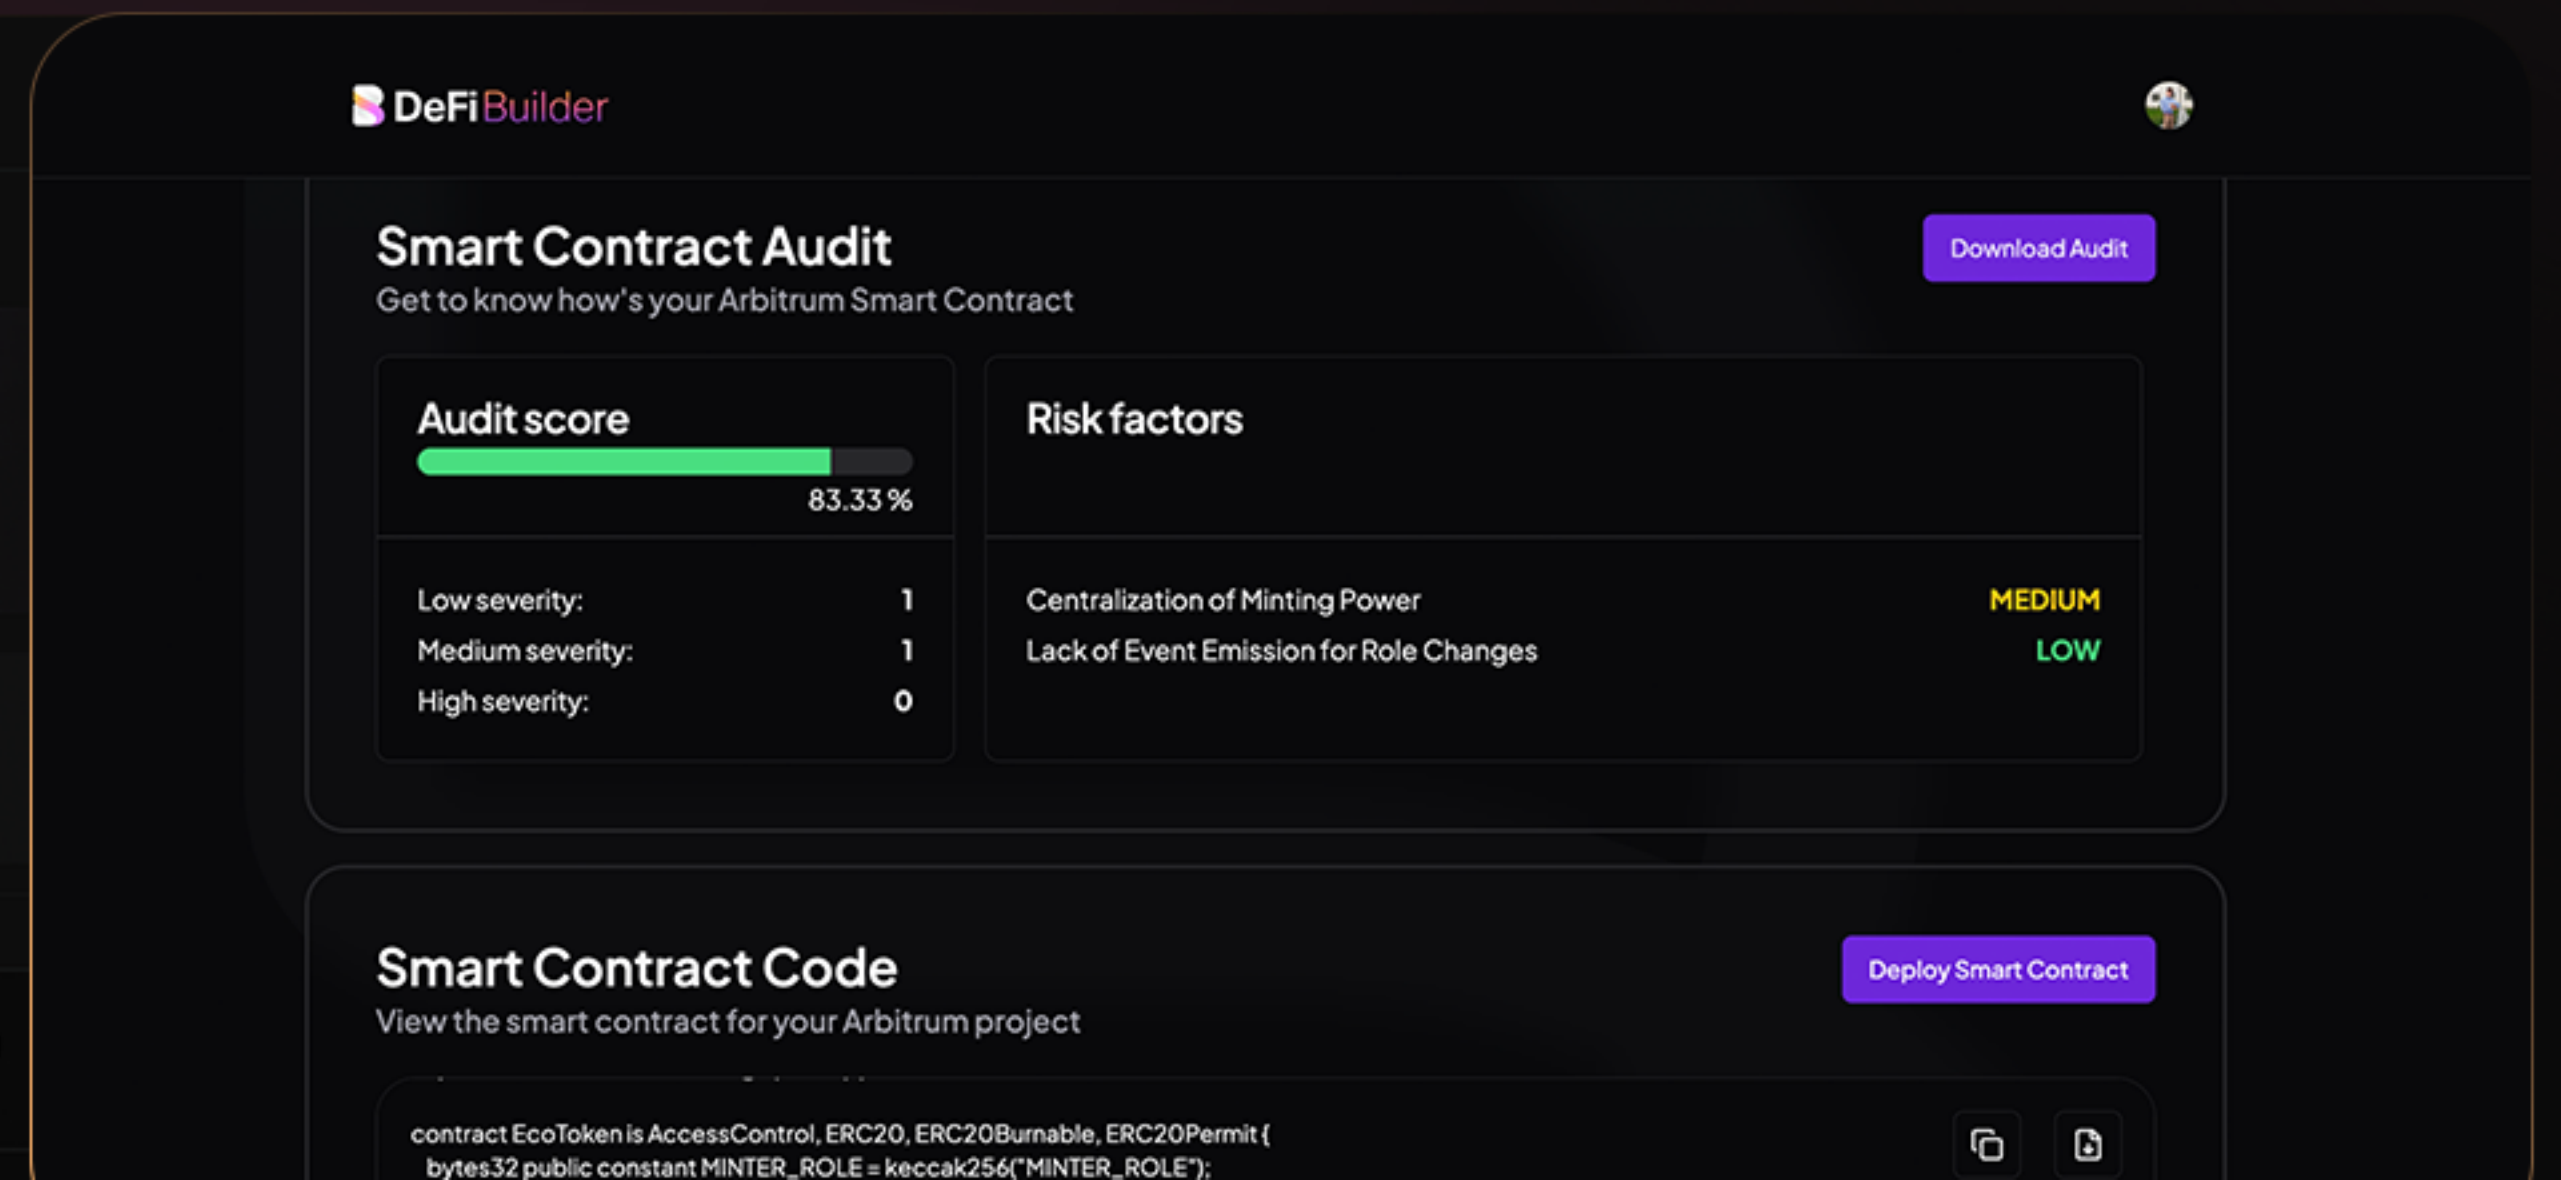 DeFiBuilder
Smart Contract Audit
Download Audit
Get to know how's your Arbitrum Smart Contract
Audit score
83.33 %
Low severity: 1
Medium severity: 1
High severity: 0
Risk factors
Centralization of Minting Power MEDIUM
Lack of Event Emission for Role Changes LOW
Smart Contract Code
Deploy Smart Contract
View the smart contract for your Arbitrum project
contract EcoToken is AccessControl, ERC20, ERC20Burnable, ERC20Permit {
bytes32 public constant MINTER_ROLE = keccak256("MINTER_ROLE");